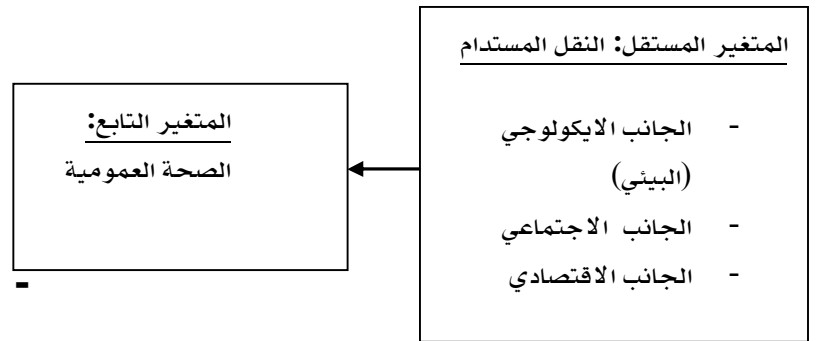 المتغير المستقل: النقل المستدام
- الجانب الايكولوجي
(البيئي)
- الجانب الاجتماعي
- الجانب الاقتصادي
المتغير التابع:
الصحة العمومية
-